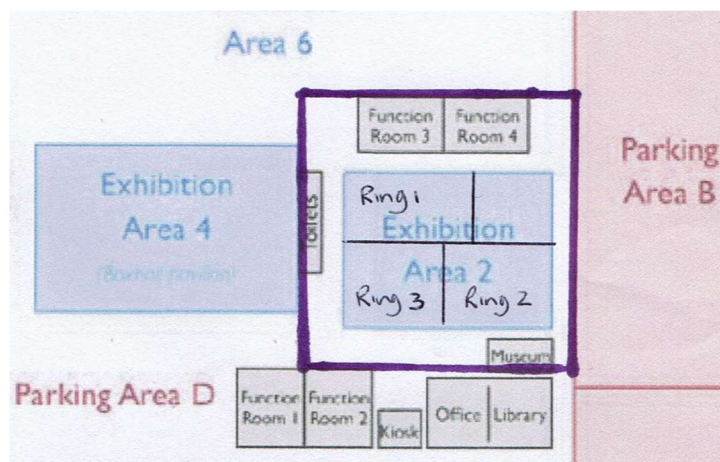 Area 6
Function
Room 3
Function
Room 4
Parking
Area B
Exhibition
Area 4
(Boxhot pavilion)
Toilets
Ring 1
Exhibition
Area 2
Ring 3
Ring 2
Museum
Parking Area D
Function
Room 1
Function
Room 2
Kiosk
Office
Library